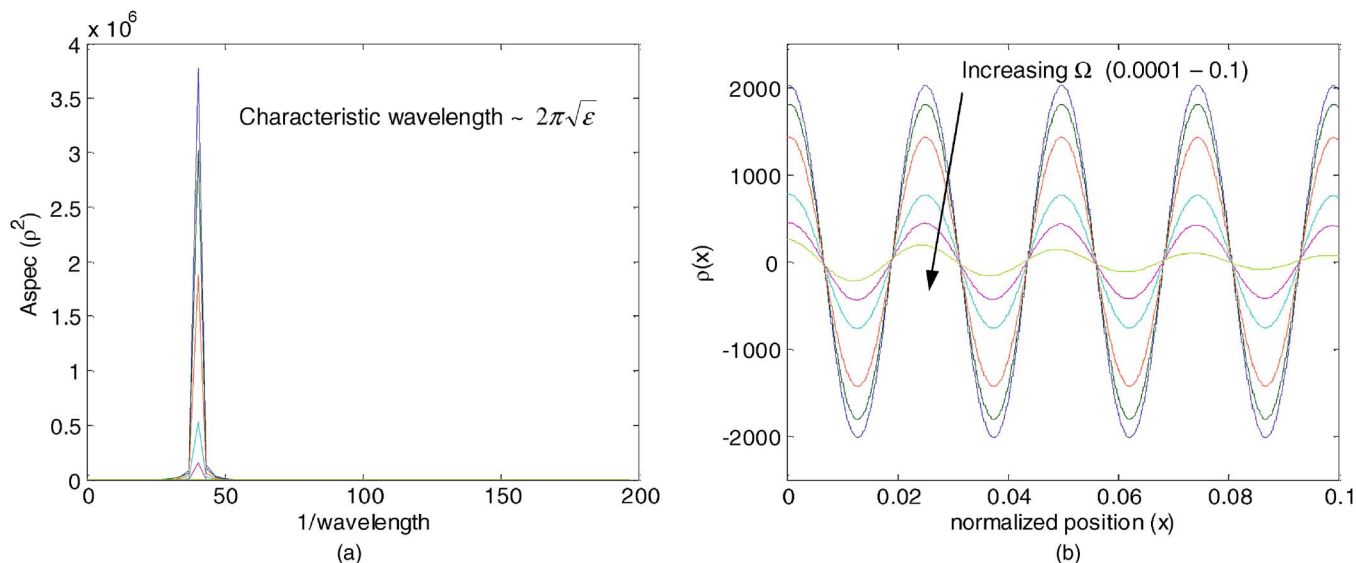 x 10^6
4
3.5
3
2.5
2
1.5
1
0.5
0
Aspec (ρ^2)
Characteristic wavelength ~ 2π√ε
0 50 100 150 200
1/wavelength
(a)
2000
1000
0
-1000
-2000
ρ(x)
Increasing Ω (0.0001 – 0.1)
0 0.02 0.04 0.06 0.08 0.1
normalized position (x)
(b)